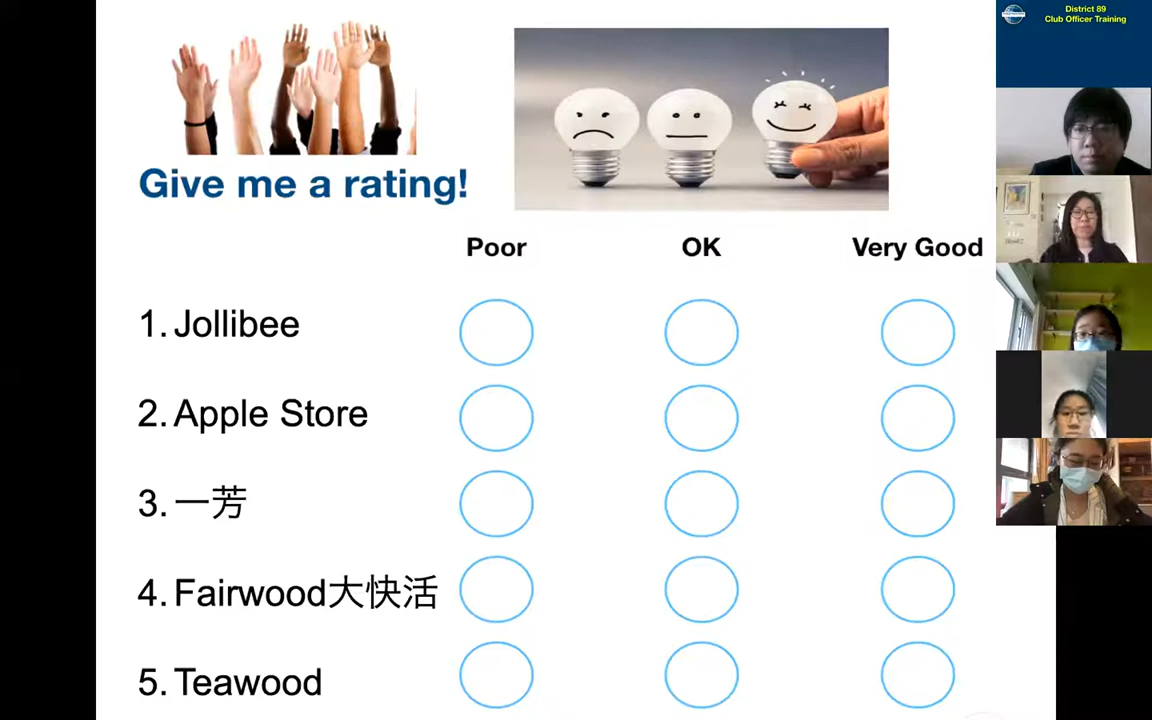 District 89
Club Officer Training
Give me a rating!
Poor OK Very Good
1. Jollibee
2. Apple Store
3. 一芳
4. Fairwood大快活
5. Teawood